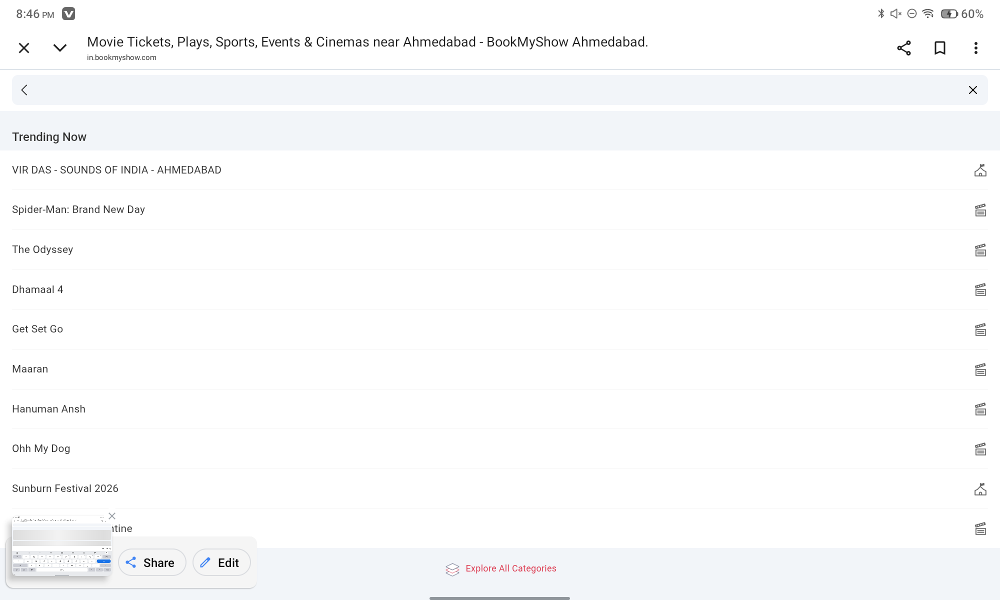 8:46 PM
60%
Movie Tickets, Plays, Sports, Events & Cinemas near Ahmedabad - BookMyShow Ahmedabad.
in.bookmyshow.com
Trending Now
VIR DAS - SOUNDS OF INDIA - AHMEDABAD
Spider-Man: Brand New Day
The Odyssey
Dhamaal 4
Get Set Go
Maaran
Hanuman Ansh
Ohh My Dog
Sunburn Festival 2026
Share
Edit
Explore All Categories